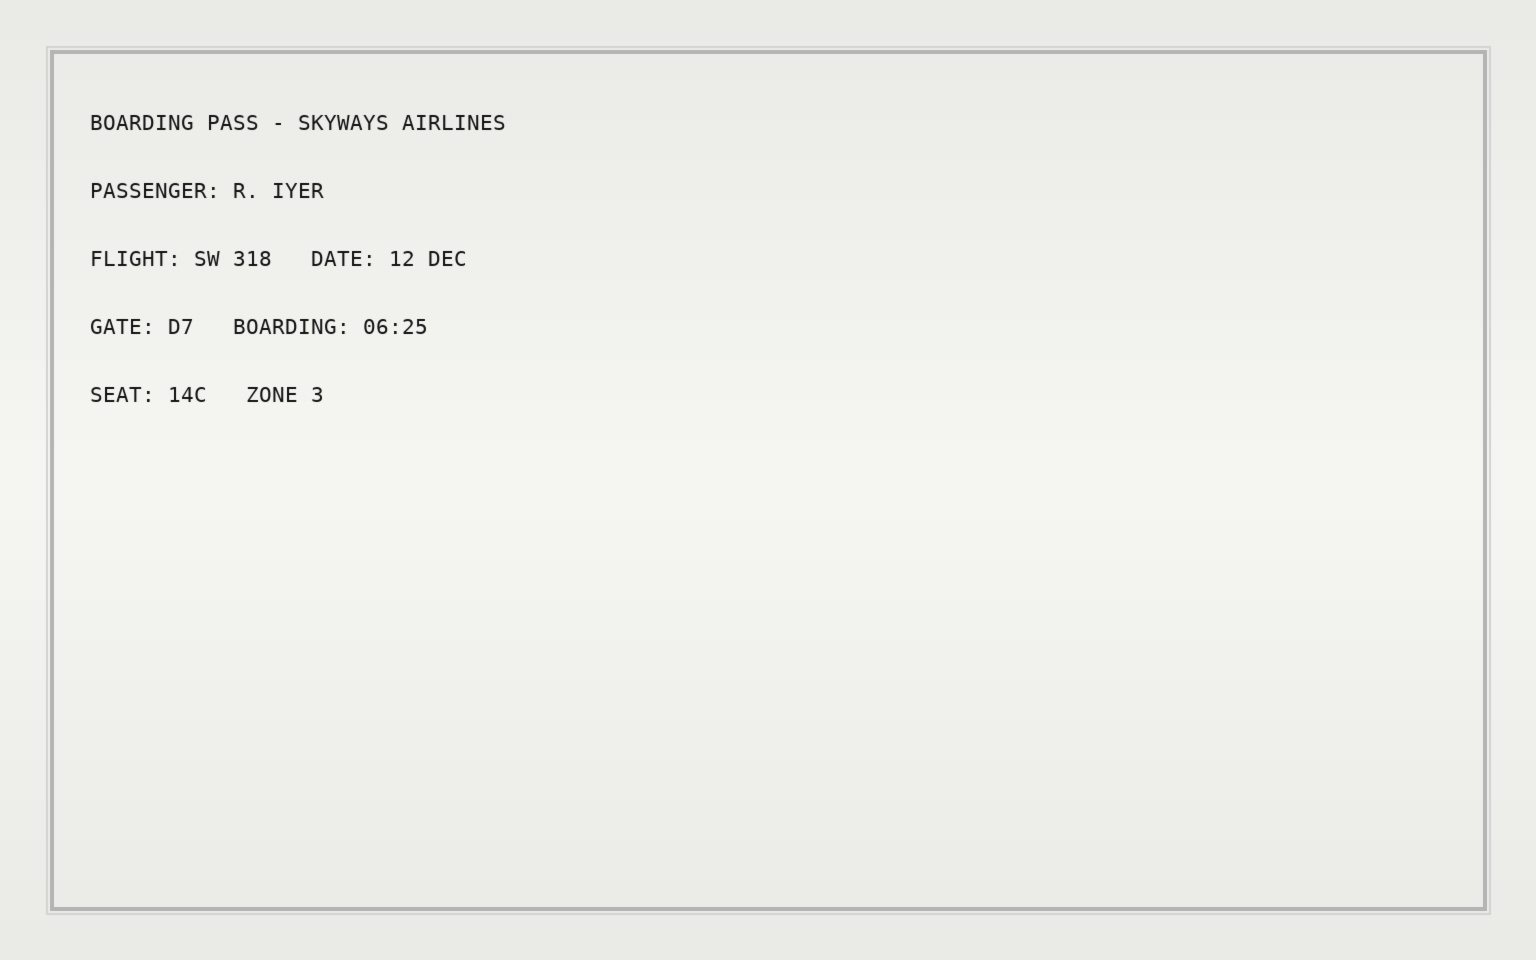 BOARDING PASS - SKYWAYS AIRLINES
PASSENGER: R. IYER
FLIGHT: SW 318   DATE: 12 DEC
GATE: D7   BOARDING: 06:25
SEAT: 14C   ZONE 3